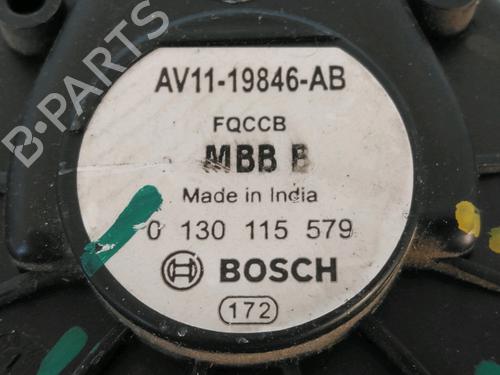 AV11-19846-AB
FQCCB
MBB B
Made in India
0 130 115 579
BOSCH
172
B-PARTS